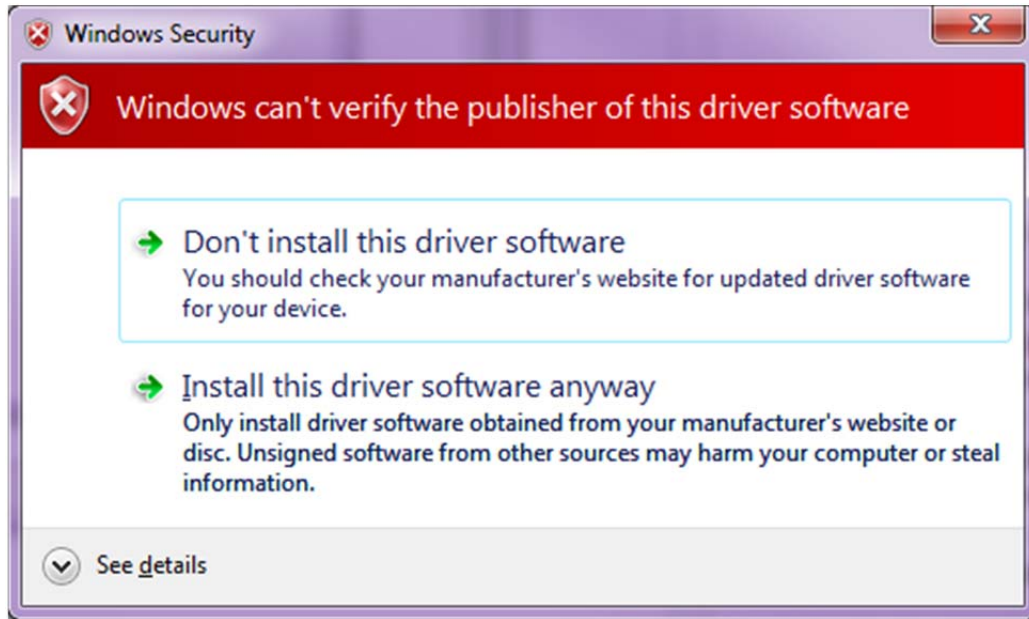 Windows Security
Windows can't verify the publisher of this driver software
Don't install this driver software
You should check your manufacturer's website for updated driver software
for your device.
Install this driver software anyway
Only install driver software obtained from your manufacturer's website or
disc. Unsigned software from other sources may harm your computer or steal
information.
See details